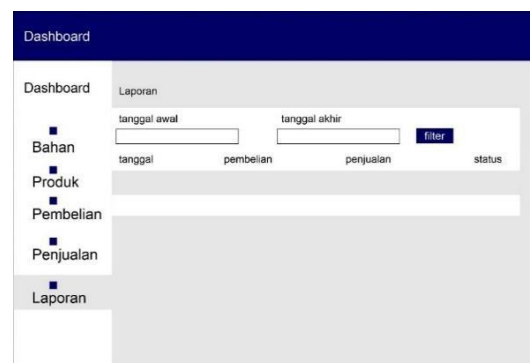 Dashboard
Dashboard
Bahan
Produk
Pembelian
Penjualan
Laporan
Laporan
tanggal awal tanggal akhir
filter
tanggal pembelian penjualan status